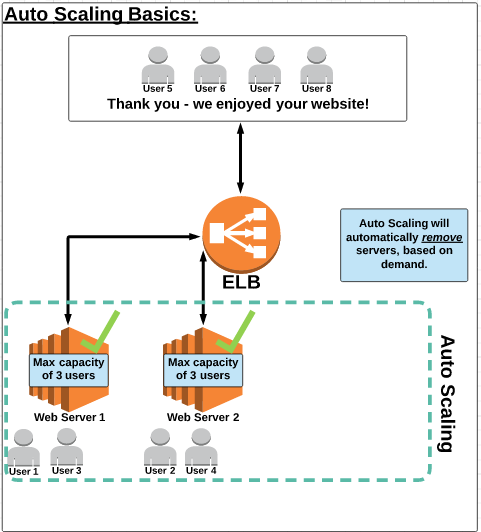 Auto Scaling Basics:
User 5
User 6
User 7
User 8
Thank you - we enjoyed your website!
ELB
Auto Scaling will
automatically remove
servers, based on
demand.
Max capacity
of 3 users
Max capacity
of 3 users
Web Server 1
Web Server 2
User 1
User 3
User 2
User 4
Auto Scaling